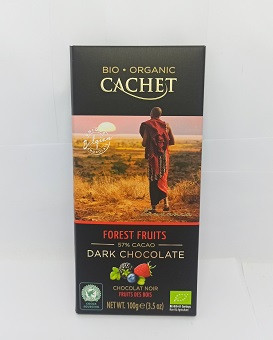 BIO • ORGANIC
CACHET
Belgian
FOREST FRUITS
57% CACAO
DARK CHOCOLATE
CHOCOLAT NOIR
FRUITS DES BOIS
NET WT. 100g℮ (3.5 oz)